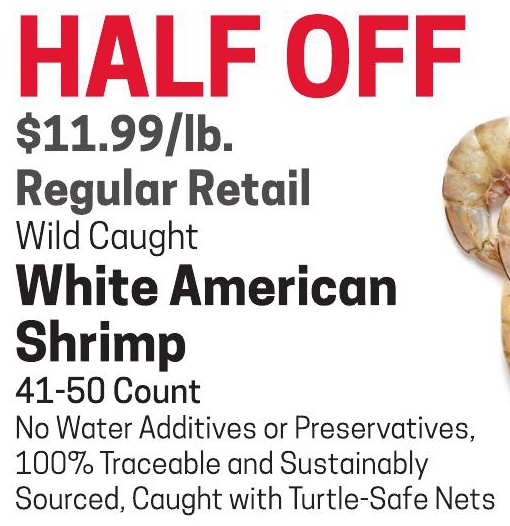 HALF OFF
$11.99/lb.
Regular Retail
Wild Caught
White American
Shrimp
41-50 Count
No Water Additives or Preservatives,
100% Traceable and Sustainably
Sourced, Caught with Turtle-Safe Nets